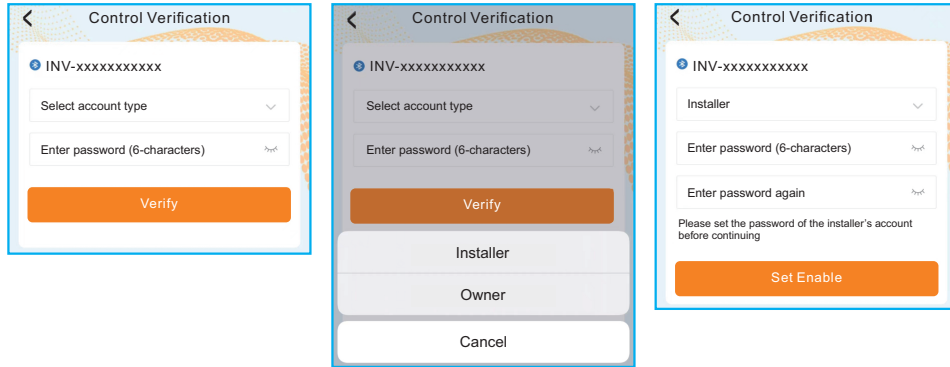 Control Verification
INV-xxxxxxxxxxx
Select account type
Enter password (6-characters)
Verify
Control Verification
INV-xxxxxxxxxxx
Select account type
Enter password (6-characters)
Verify
Installer
Owner
Cancel
Control Verification
INV-xxxxxxxxxxx
Installer
Enter password (6-characters)
Enter password again
Please set the password of the installer's account
before continuing
Set Enable